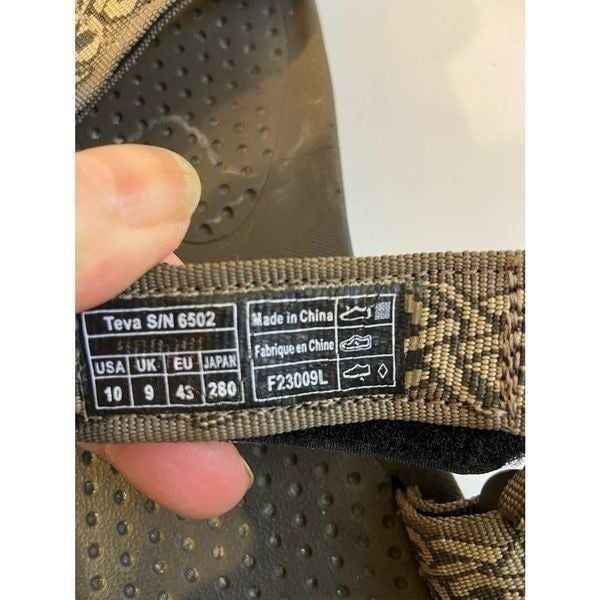 Teva S/N 6502
USA UK EU JAPAN
10 9 43 280
Made in China
Fabriqué en Chine
F23009L